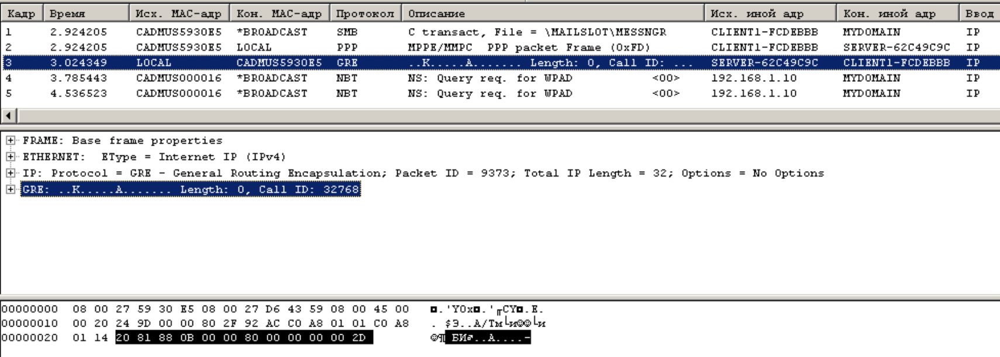 Кадр Время Исх. MAC-адр Кон. MAC-адр Протокол Описание Исх. иной адр Кон. иной адр Ввод
1 2.924205 CADMUS5930E5 *BROADCAST SMB C transact, File = \MAILSLOT\MESSNGR CLIENT1-FCDEBBB MYDOMAIN IP
2 2.924205 CADMUS5930E5 LOCAL PPP MPPE/MMPC PPP packet Frame (0xFD) CLIENT1-FCDEBBB SERVER-62C49C9C IP
3 3.024349 LOCAL CADMUS5930E5 GRE ..K.....A....... Length: 0, Call ID: ... SERVER-62C49C9C CLIENT1-FCDEBBB IP
4 3.785443 CADMUS000016 *BROADCAST NBT NS: Query req. for WPAD <00> 192.168.1.10 MYDOMAIN IP
5 4.536523 CADMUS000016 *BROADCAST NBT NS: Query req. for WPAD <00> 192.168.1.10 MYDOMAIN IP
FRAME: Base frame properties
ETHERNET: EType = Internet IP (IPv4)
IP: Protocol = GRE - General Routing Encapsulation; Packet ID = 9373; Total IP Length = 32; Options = No Options
GRE: ..K.....A....... Length: 0, Call ID: 32768
00000000 08 00 27 59 30 E5 08 00 27 D6 43 59 08 00 45 00 ◘.'Y0х◘.'╓CY◘.E.
00000010 00 20 24 9D 00 00 80 2F 92 AC C0 A8 01 01 C0 A8 . $Э..А/Тм└и☺☺└и
00000020 01 14 20 81 88 0B 00 00 80 00 00 00 00 2D ☺¶ БИ♂..А....-